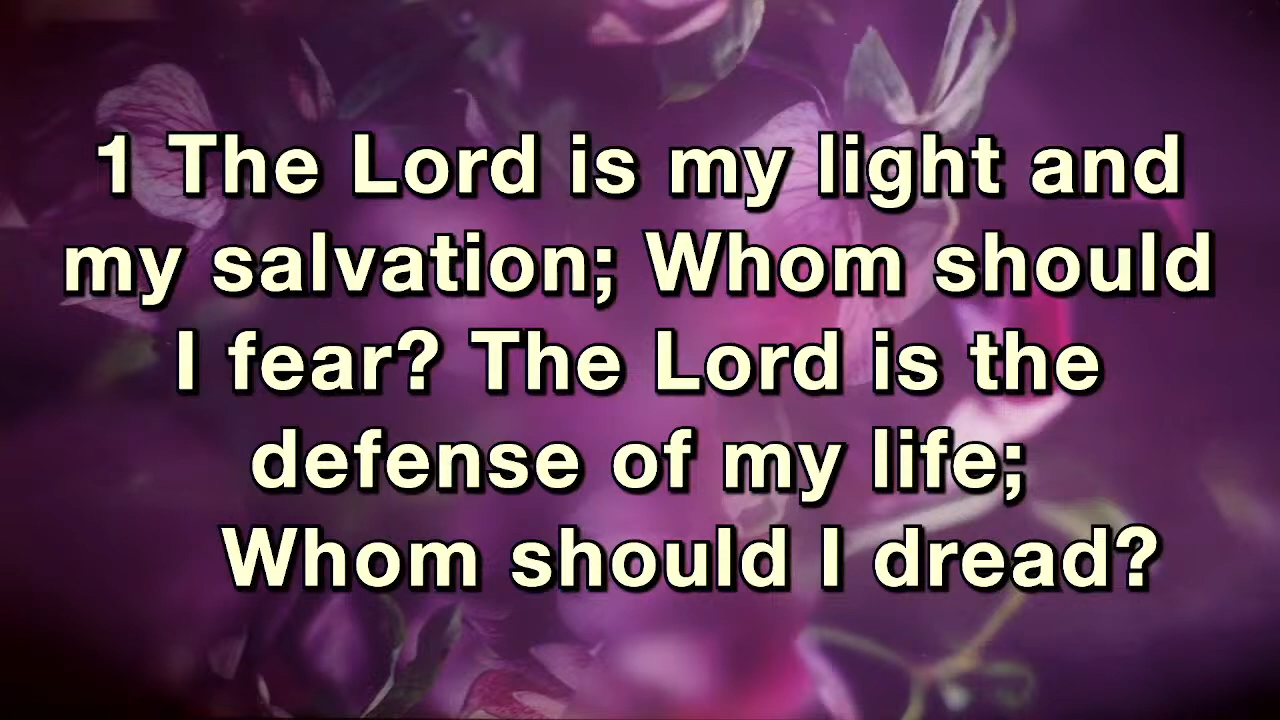 1 The Lord is my light and
my salvation; Whom should
I fear? The Lord is the
defense of my life;
Whom should I dread?